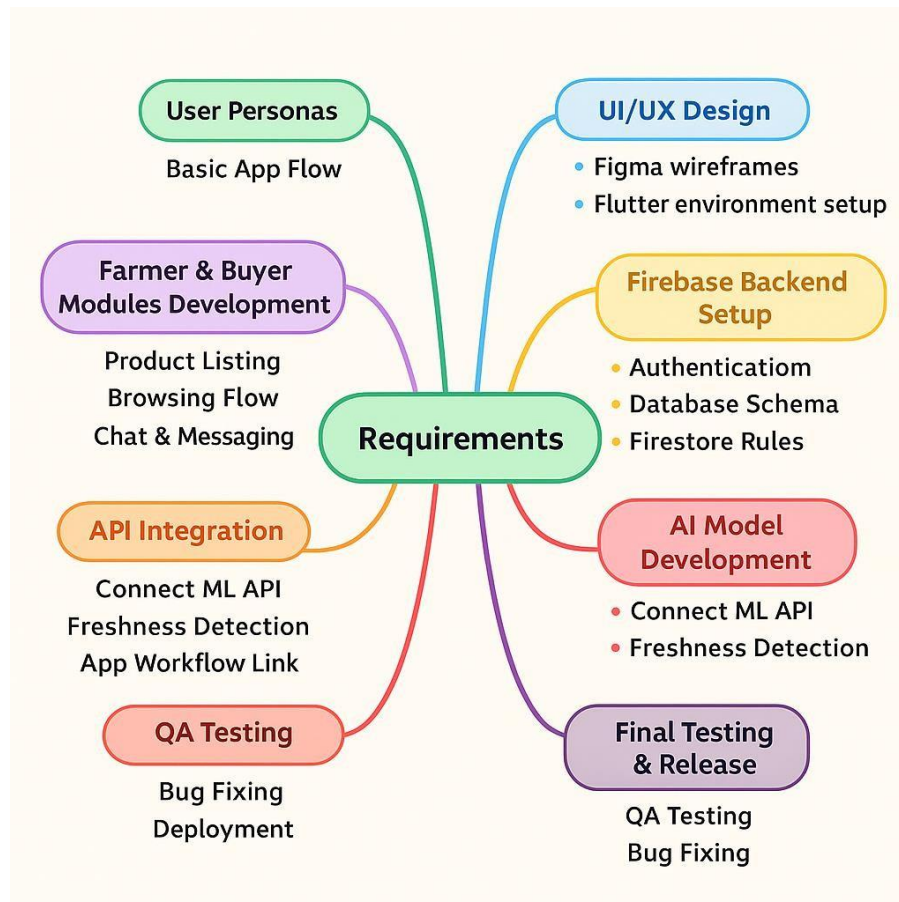 User Personas
Basic App Flow
UI/UX Design
Figma wireframes
Flutter environment setup
Farmer & Buyer
Modules Development
Product Listing
Browsing Flow
Chat & Messaging
Firebase Backend
Setup
Authenticatiom
Database Schema
Firestore Rules
Requirements
API Integration
Connect ML API
Freshness Detection
App Workflow Link
AI Model
Development
Connect ML API
Freshness Detection
QA Testing
Bug Fixing
Deployment
Final Testing
& Release
QA Testing
Bug Fixing